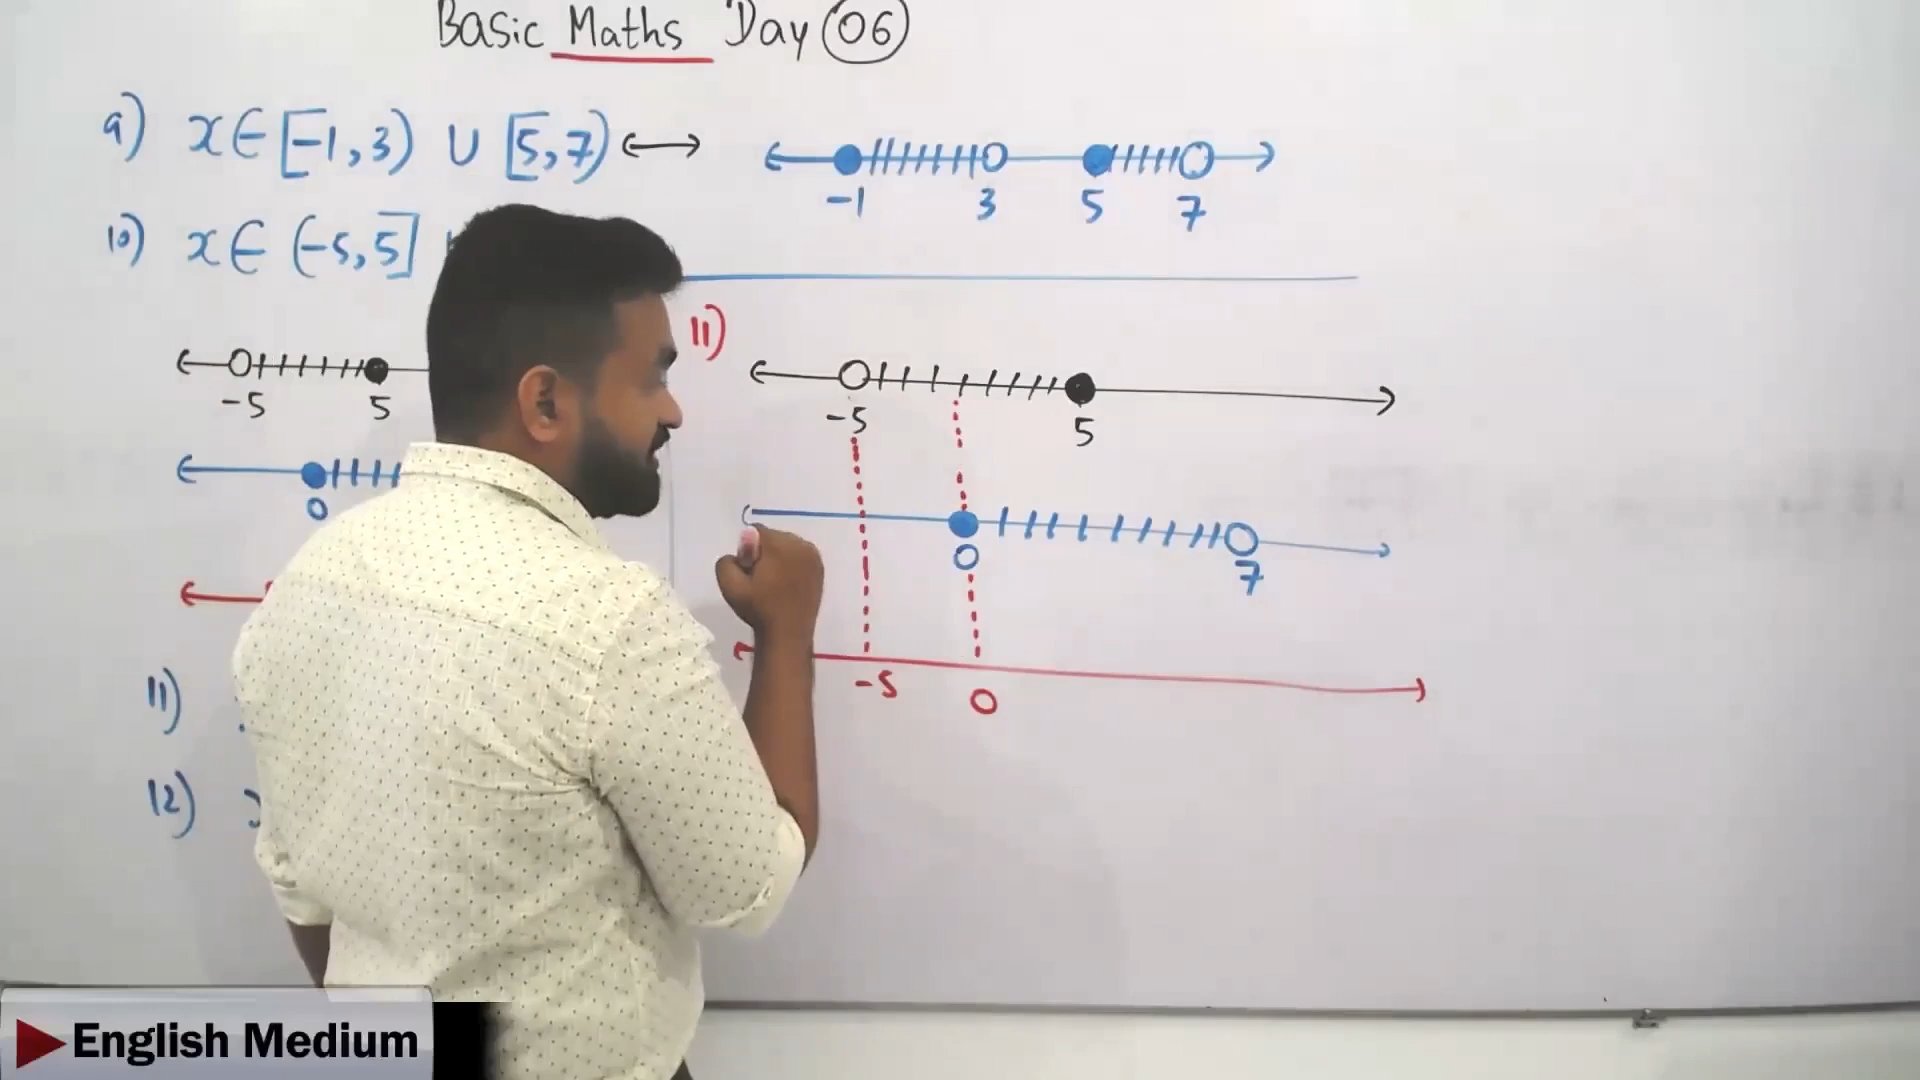 Basic Maths Day 06
9) x ∈ [-1, 3) ∪ [5, 7) ↔
-1 3 5 7
10) x ∈ (-5, 5]
-5 5
0
11)
12)
11)
-5 5
0 7
-5 0
English Medium